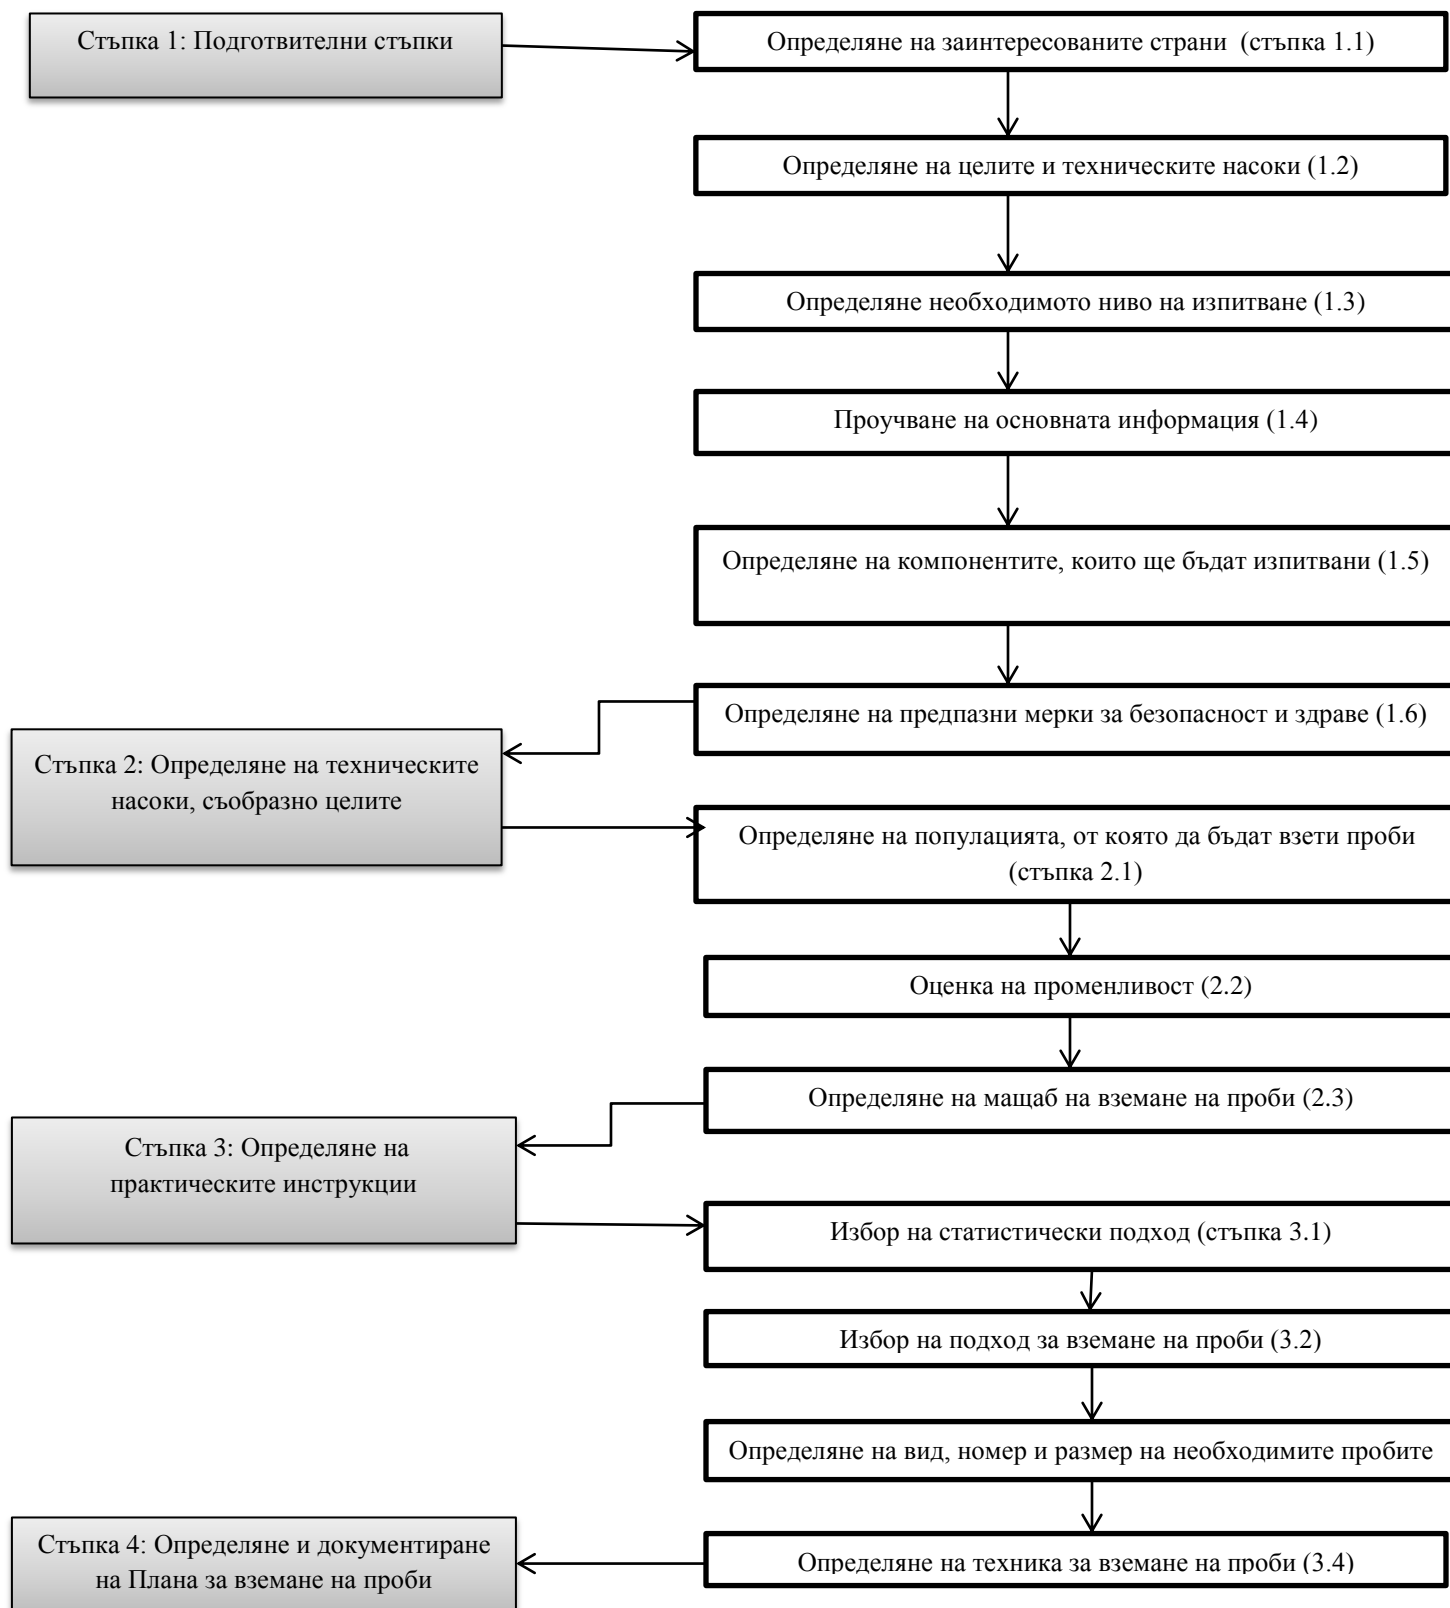 Стъпка 1: Подготвителни стъпки
Определяне на заинтересованите страни  (стъпка 1.1)
Определяне на целите и техническите насоки (1.2)
Определяне необходимото ниво на изпитване (1.3)
Проучване на основната информация (1.4)
Определяне на компонентите, които ще бъдат изпитвани (1.5)
Определяне на предпазни мерки за безопасност и здраве (1.6)
Стъпка 2: Определяне на техническите
насоки, съобразно целите
Определяне на популацията, от която да бъдат взети проби
(стъпка 2.1)
Оценка на променливост (2.2)
Определяне на мащаб на вземане на проби (2.3)
Стъпка 3: Определяне на
практическите инструкции
Избор на статистически подход (стъпка 3.1)
Избор на подход за вземане на проби (3.2)
Определяне на вид, номер и размер на необходимите пробите
Определяне на техника за вземане на проби (3.4)
Стъпка 4: Определяне и документиране
на Плана за вземане на проби